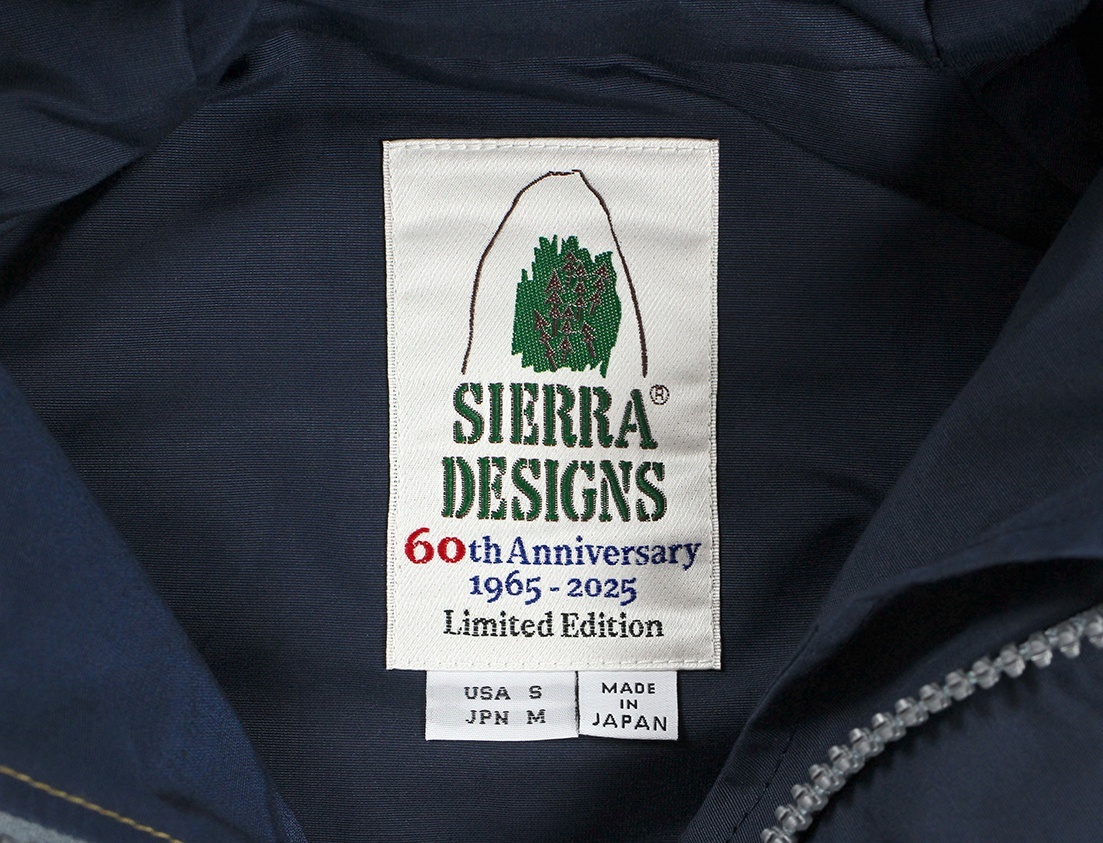 SIERRA®
DESIGNS
60th Anniversary
1965 - 2025
Limited Edition
USA S
JPN M
MADE
IN
JAPAN